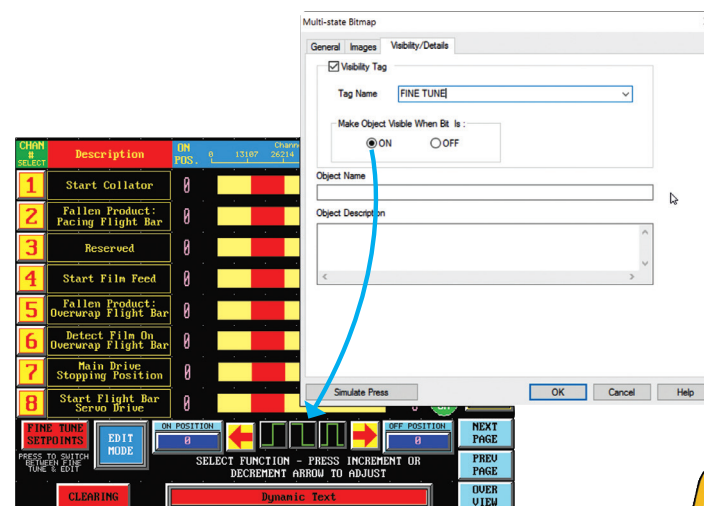 Multi-state Bitmap
General Images Visibility/Details
Visibility Tag
Tag Name FINE TUNE
Make Object Visible When Bit Is :
ON OFF
Object Name
Object Description
Simulate Press OK Cancel Help
CHAN
#
SELECT
Description
ON
POS.
0 13107 26214
Chann
1 Start Collator 0
2 Fallen Product:
Pacing Flight Bar 0
3 Reserved 0
4 Start Film Feed 0
5 Fallen Product:
Overwrap Flight Bar 0
6 Detect Film On
Overwrap Flight Bar 0
7 Main Drive
Stopping Position 0
8 Start Flight Bar
Servo Drive 0
FINE TUNE
SETPOINTS
PRESS TO SWITCH
BETWEEN FINE
TUNE & EDIT
EDIT
MODE
ON POSITION
0
OFF POSITION
0
SELECT FUNCTION - PRESS INCREMENT OR
DECREMENT ARROW TO ADJUST
NEXT
PAGE
PREV
PAGE
OVER
VIEW
CLEARING
Dynamic Text